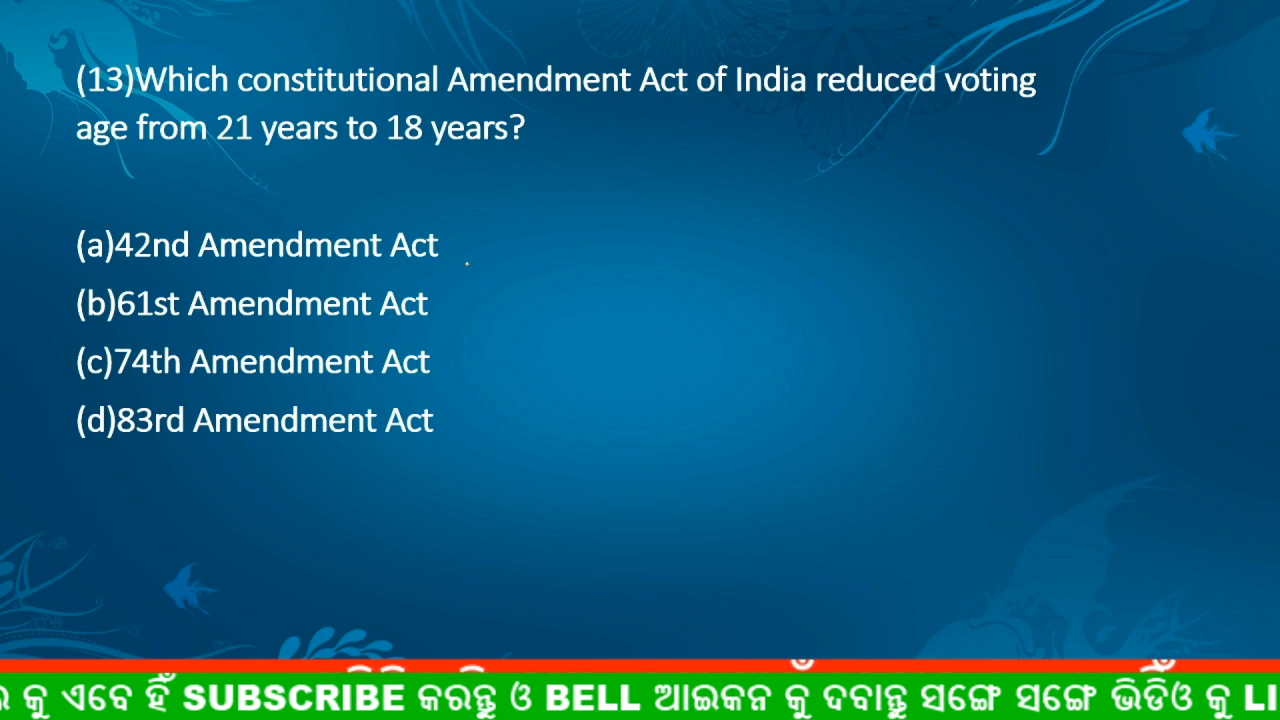 (13)Which constitutional Amendment Act of India reduced voting
age from 21 years to 18 years?
(a)42nd Amendment Act
(b)61st Amendment Act
(c)74th Amendment Act
(d)83rd Amendment Act
କୁ ଏବେ ହିଁ SUBSCRIBE କରନ୍ତୁ ଓ BELL ଆଇକନ କୁଁ ଦବାନ୍ତୁ ସଙ୍ଗେ ସଙ୍ଗେ ଭିଡିଓ କୁ LI